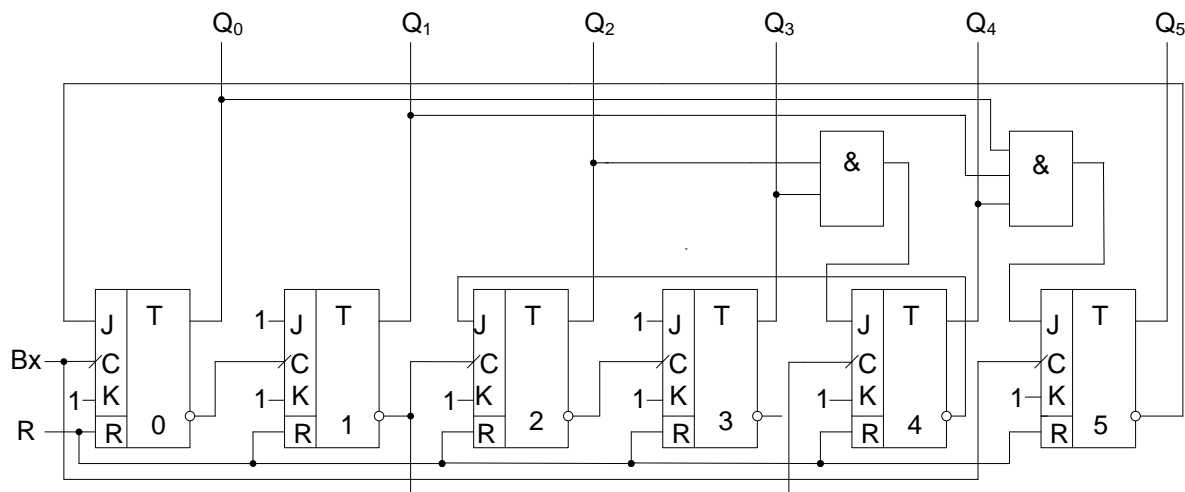 Q0 Q1 Q2 Q3 Q4 Q5
& &
J T 1 J T J T 1 J T J T J T
Bx C C C C C C
1 K 1 K 1 K 1 K 1 K 1 K
R R 0 R 1 R 2 R 3 R 4 R 5